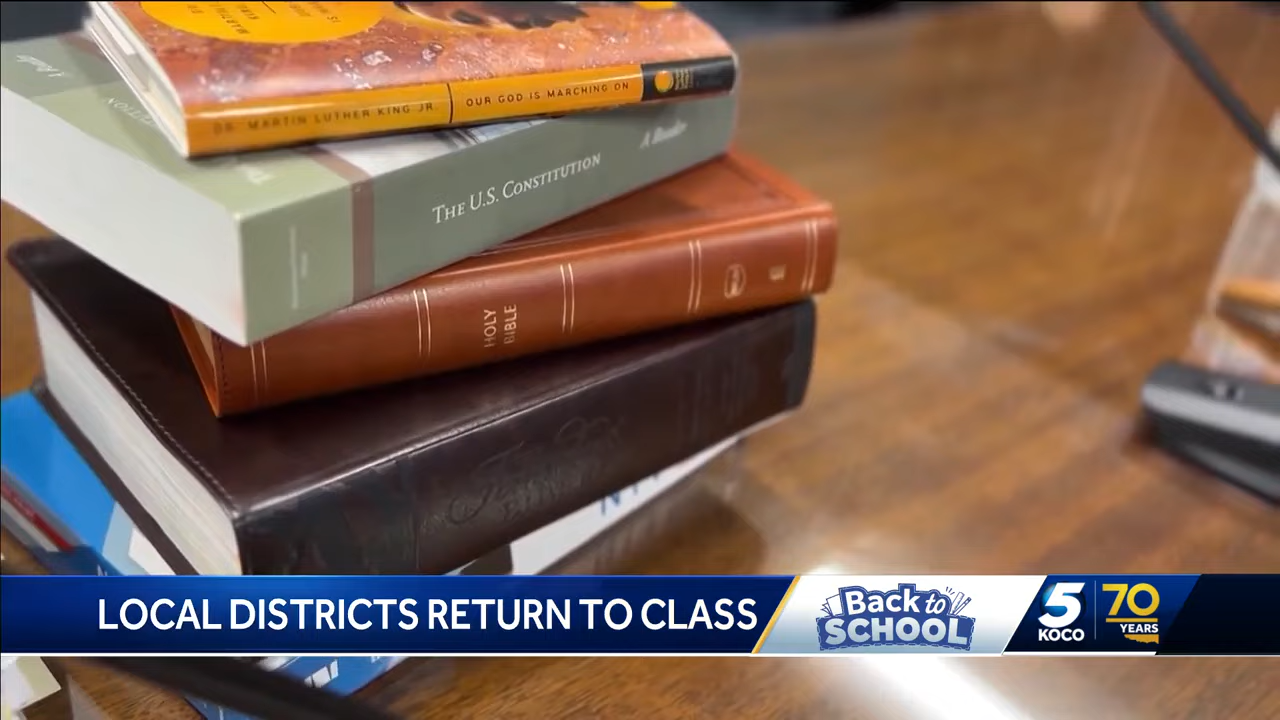 DR. MARTIN LUTHER KING JR.
OUR GOD IS MARCHING ON
THE U.S. CONSTITUTION
A Reader
HOLY
BIBLE
LOCAL DISTRICTS RETURN TO CLASS
Back to
SCHOOL
5
KOCO
70
YEARS